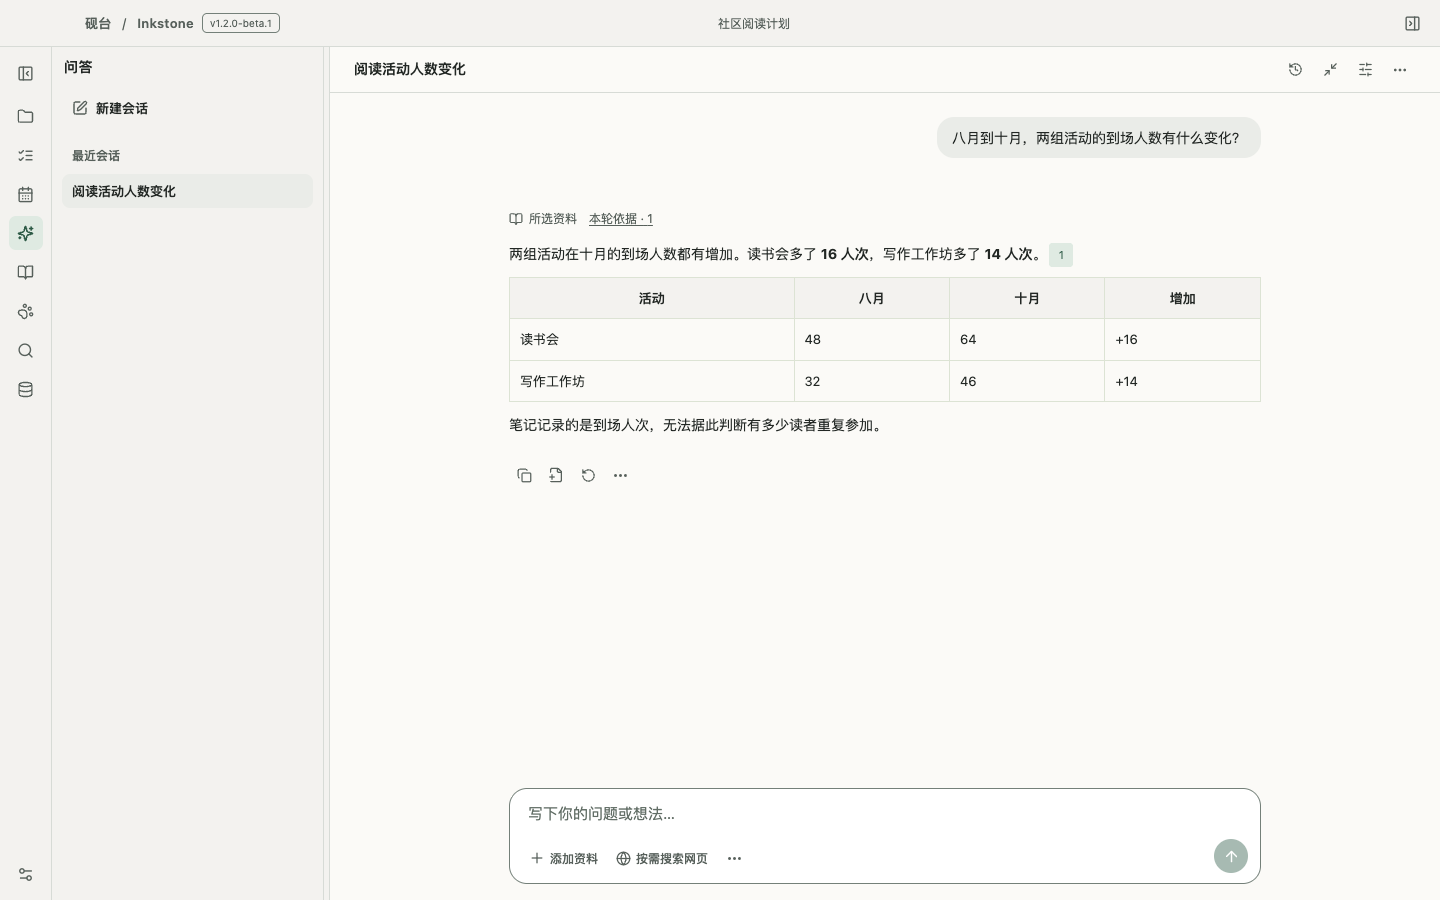 砚台 / Inkstone v1.2.0-beta.1
社区阅读计划
问答
新建会话
最近会话
阅读活动人数变化
阅读活动人数变化
八月到十月，两组活动的到场人数有什么变化？
所选资料 本轮依据 · 1
两组活动在十月的到场人数都有增加。读书会多了 16 人次，写作工作坊多了 14 人次。 1
活动 八月 十月 增加
读书会 48 64 +16
写作工作坊 32 46 +14
笔记记录的是到场人次，无法据此判断有多少读者重复参加。
写下你的问题或想法...
添加资料 按需搜索网页